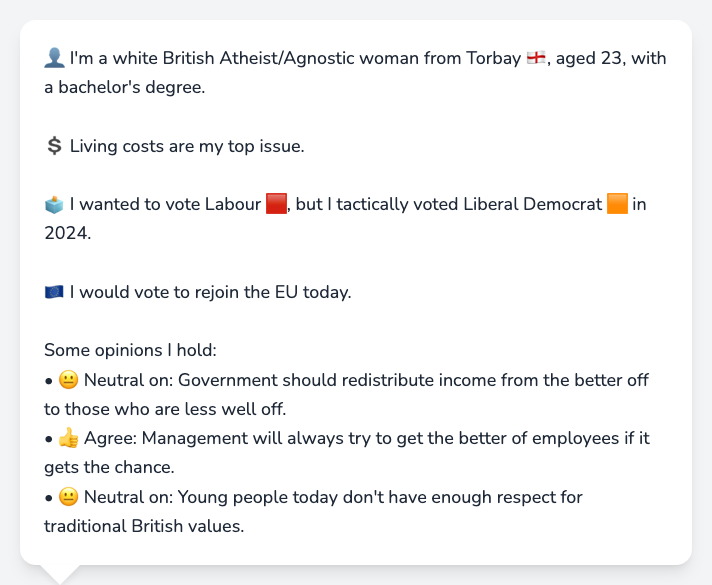 👤 I'm a white British Atheist/Agnostic woman from Torbay 🏴󠁧󠁢󠁥󠁮󠁧󠁿, aged 23, with
a bachelor's degree.
💲 Living costs are my top issue.
🗳️ I wanted to vote Labour 🟥, but I tactically voted Liberal Democrat 🟧 in
2024.
🇪🇺 I would vote to rejoin the EU today.
Some opinions I hold:
• 😐 Neutral on: Government should redistribute income from the better off
to those who are less well off.
• 👍 Agree: Management will always try to get the better of employees if it
gets the chance.
• 😐 Neutral on: Young people today don't have enough respect for
traditional British values.